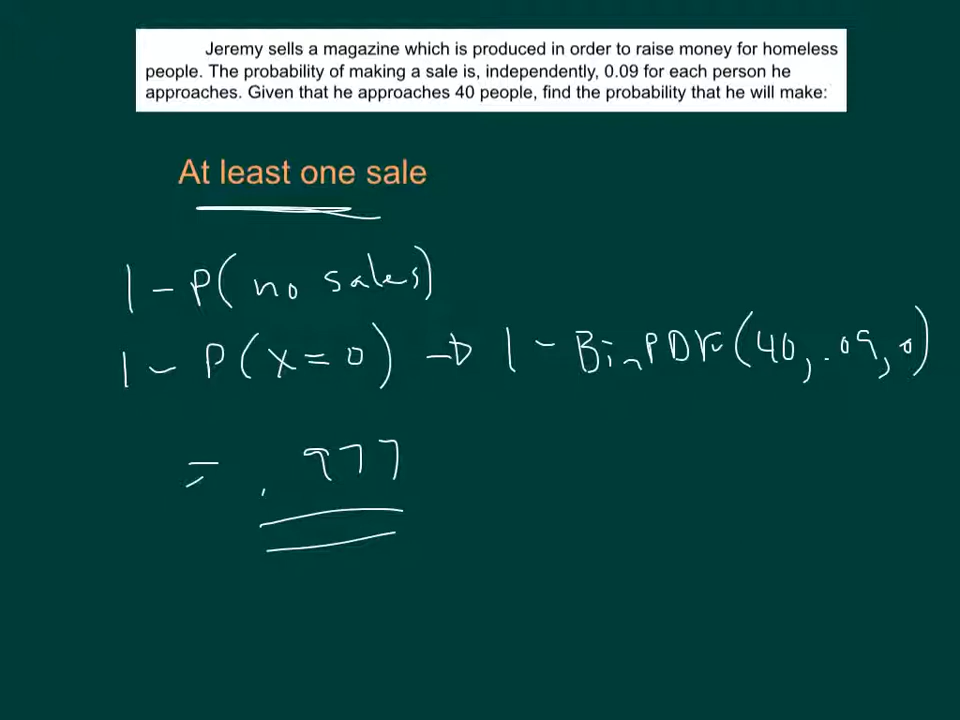 Jeremy sells a magazine which is produced in order to raise money for homeless
people. The probability of making a sale is, independently, 0.09 for each person he
approaches. Given that he approaches 40 people, find the probability that he will make:
At least one sale
1 - P(no sales)
1 - P(x = 0) → 1 - BinPDF(40, .09, 0)
= .977